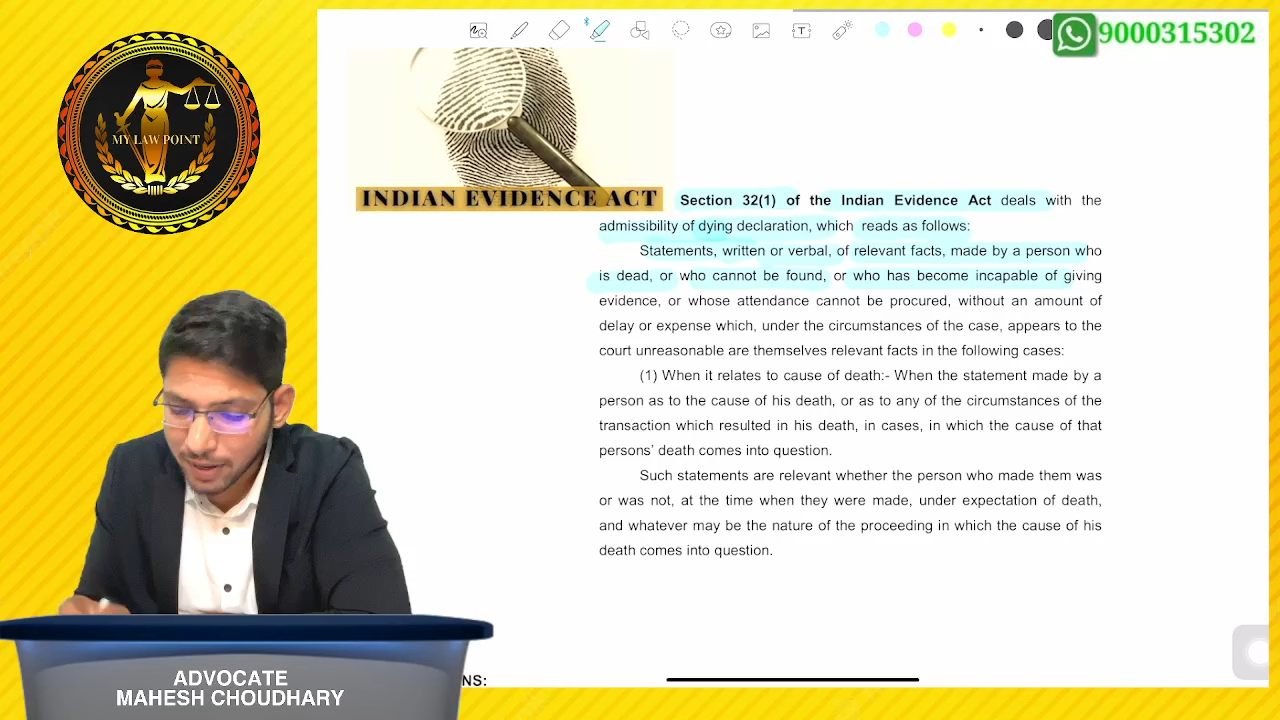 9000315302
MY LAW POINT
INDIAN EVIDENCE ACT
Section 32(1) of the Indian Evidence Act deals with the
admissibility of dying declaration, which reads as follows:
Statements, written or verbal, of relevant facts, made by a person who
is dead, or who cannot be found, or who has become incapable of giving
evidence, or whose attendance cannot be procured, without an amount of
delay or expense which, under the circumstances of the case, appears to the
court unreasonable are themselves relevant facts in the following cases:
(1) When it relates to cause of death:- When the statement made by a
person as to the cause of his death, or as to any of the circumstances of the
transaction which resulted in his death, in cases, in which the cause of that
persons’ death comes into question.
Such statements are relevant whether the person who made them was
or was not, at the time when they were made, under expectation of death,
and whatever may be the nature of the proceeding in which the cause of his
death comes into question.
NS:
ADVOCATE
MAHESH CHOUDHARY